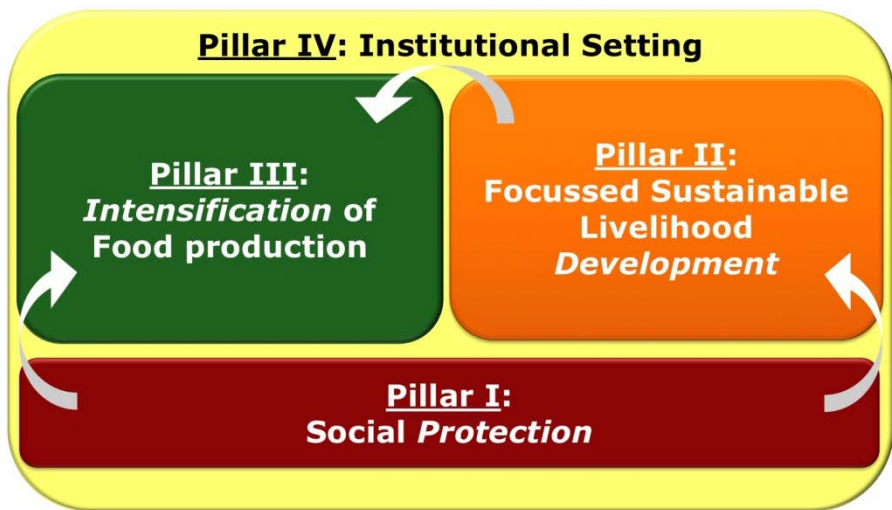 Pillar IV: Institutional Setting
Pillar III:
Intensification of
Food production
Pillar II:
Focussed Sustainable
Livelihood
Development
Pillar I:
Social Protection